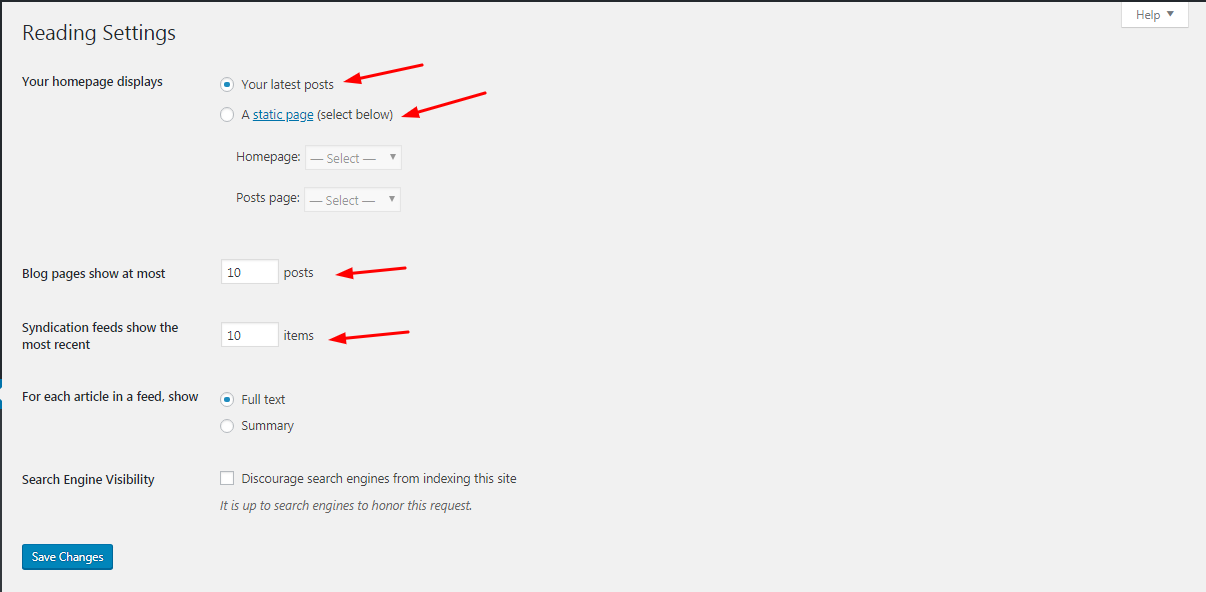 Help
Reading Settings
Your homepage displays
Your latest posts
A static page (select below)
Homepage: — Select —
Posts page: — Select —
Blog pages show at most 10 posts
Syndication feeds show the
most recent 10 items
For each article in a feed, show
Full text
Summary
Search Engine Visibility
Discourage search engines from indexing this site
It is up to search engines to honor this request.
Save Changes